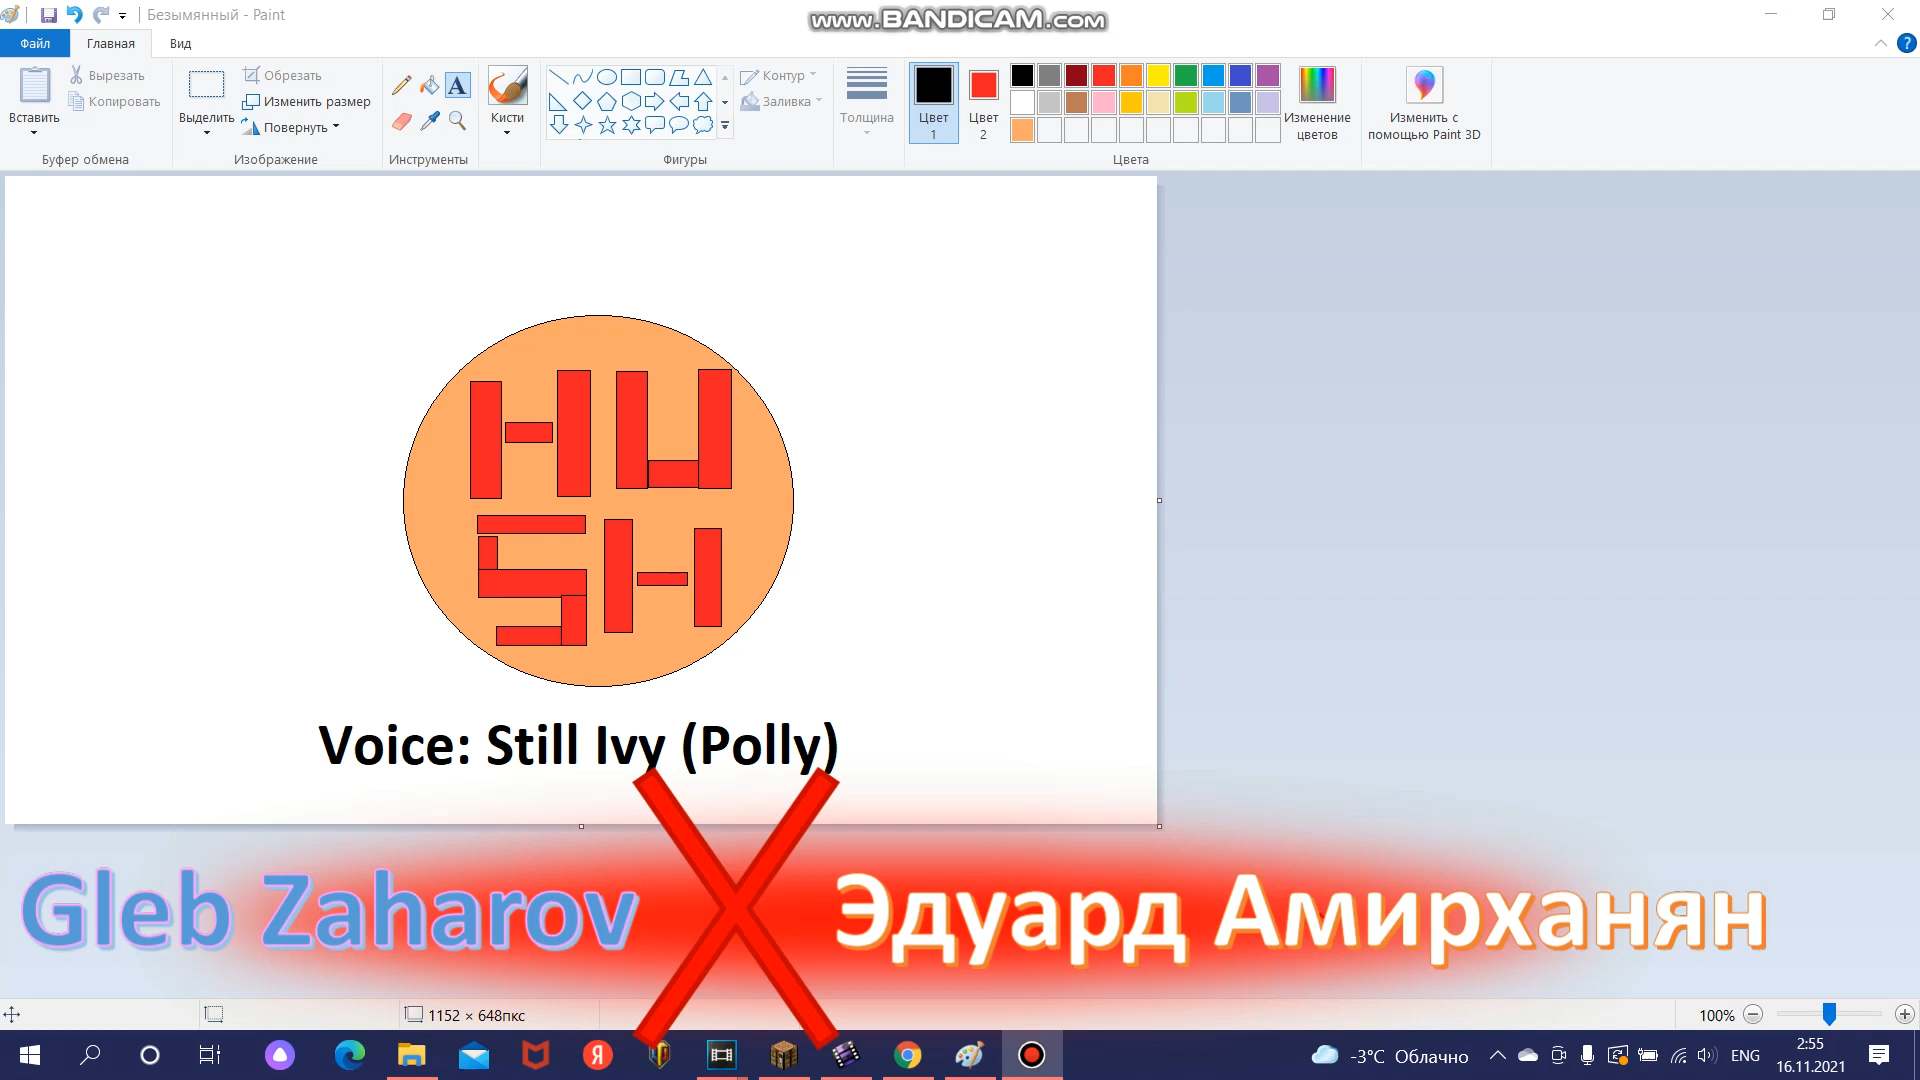 Безымянный - Paint
www.BANDICAM.com
Файл
Главная
Вид
Вставить
Вырезать
Копировать
Буфер обмена
Выделить
Обрезать
Изменить размер
Повернуть
Изображение
A
Инструменты
Кисти
Контур
Заливка
Фигуры
Толщина
Цвет 1
Цвет 2
Изменение цветов
Цвета
Изменить с помощью Paint 3D
?
HU
SH
Voice: Still Ivy (Polly)
Gleb Zaharov X Эдуард Амирханян
1152 × 648пкс
100%
Я
-3°C Облачно
ENG
2:55
16.11.2021